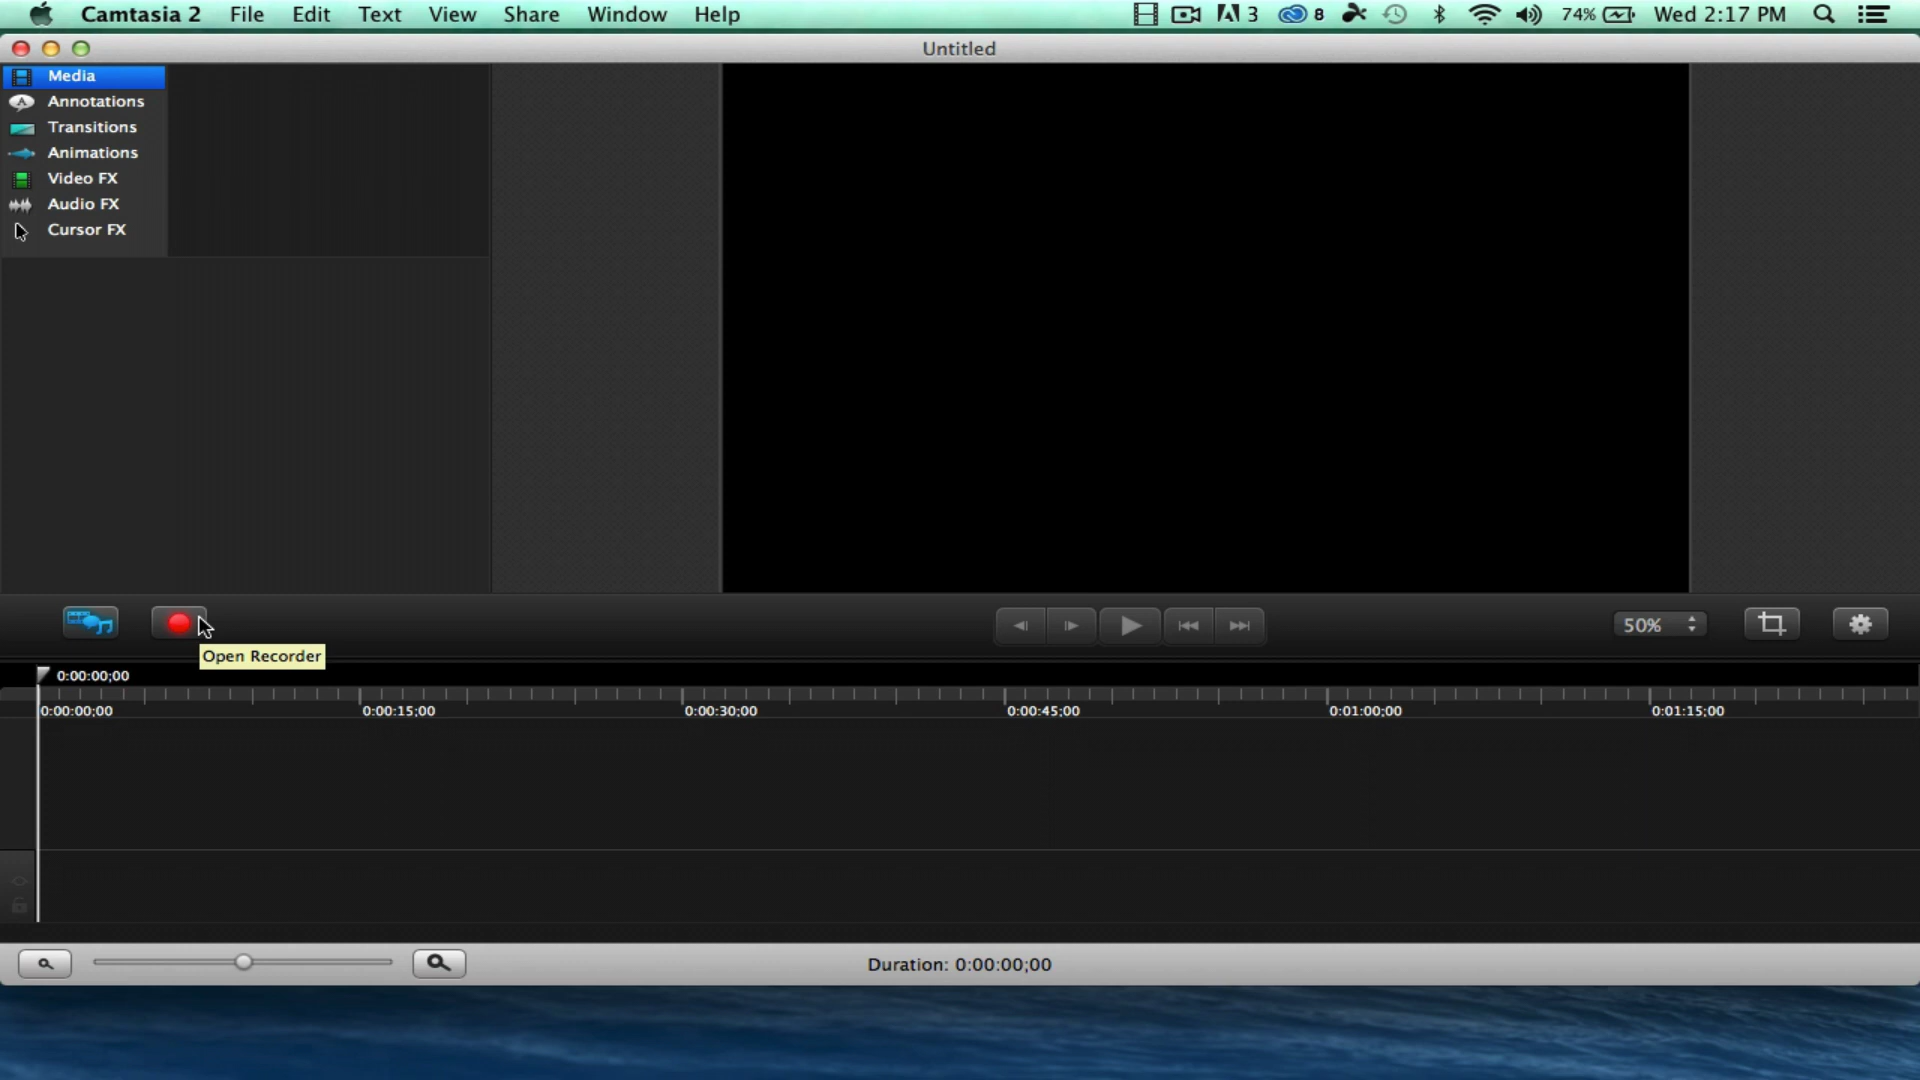 Camtasia 2 File Edit Text View Share Window Help 3 8 74% Wed 2:17 PM
Untitled
Media
Annotations
Transitions
Animations
Video FX
Audio FX
Cursor FX
50%
Open Recorder
0:00:00;00
0:00:00;00 0:00:15;00 0:00:30;00 0:00:45;00 0:01:00;00 0:01:15;00
Duration: 0:00:00;00